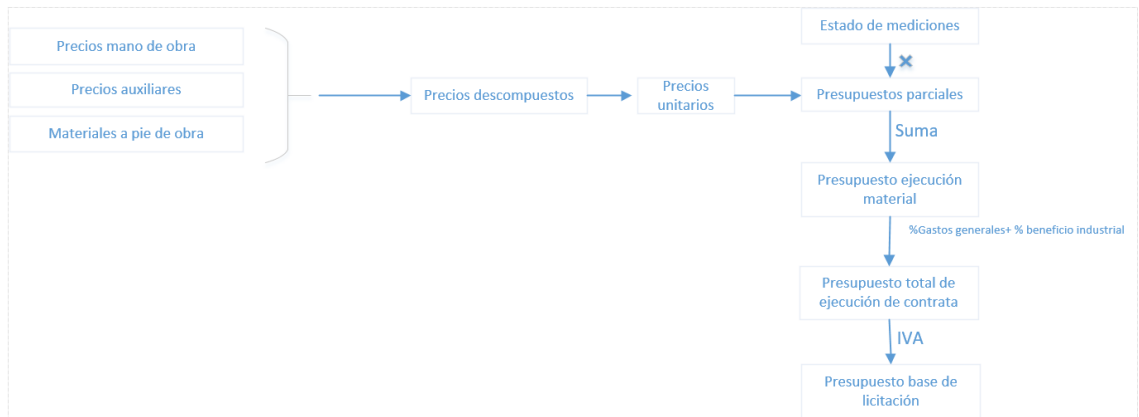 Precios mano de obra
Precios auxiliares
Materiales a pie de obra
Precios descompuestos
Precios
unitarios
Estado de mediciones
Presupuestos parciales
Suma
Presupuesto ejecución
material
%Gastos generales+ % beneficio industrial
Presupuesto total de
ejecución de contrata
IVA
Presupuesto base de
licitación